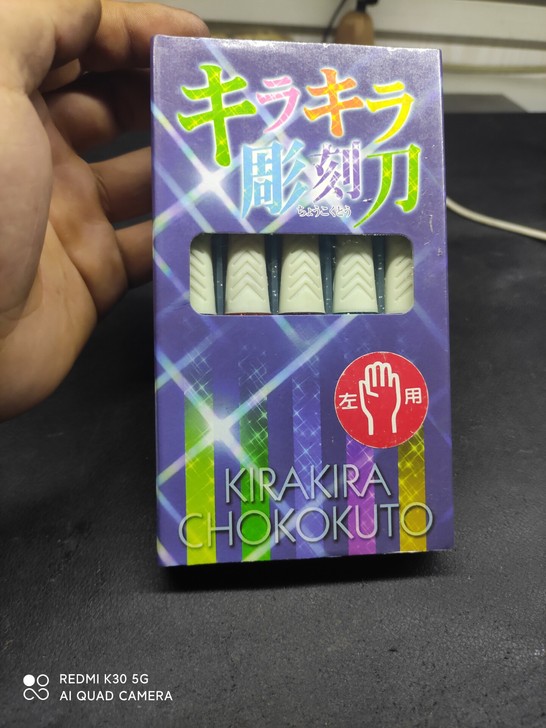 キラキラ
彫刻刀
ちょうこくとう
左用
KIRAKIRA
CHOKOKUTO
REDMI K30 5G
AI QUAD CAMERA